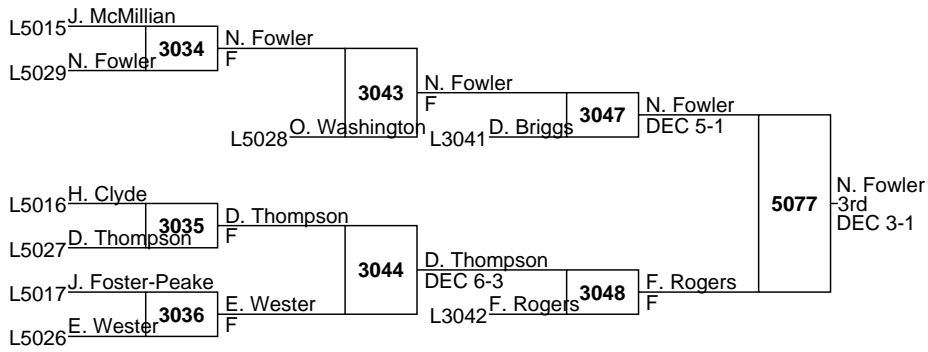 J. McMillian
L5015
3034
N. Fowler
F
L5029
N. Fowler
3043
N. Fowler
F
L5028
O. Washington
L3041
D. Briggs
3047
N. Fowler
DEC 5-1
L5016
H. Clyde
3035
D. Thompson
F
L5027
D. Thompson
3044
D. Thompson
DEC 6-3
L5017
J. Foster-Peake
3036
E. Wester
F
L5026
E. Wester
L3042
F. Rogers
3048
F. Rogers
F
5077
N. Fowler
3rd
DEC 3-1